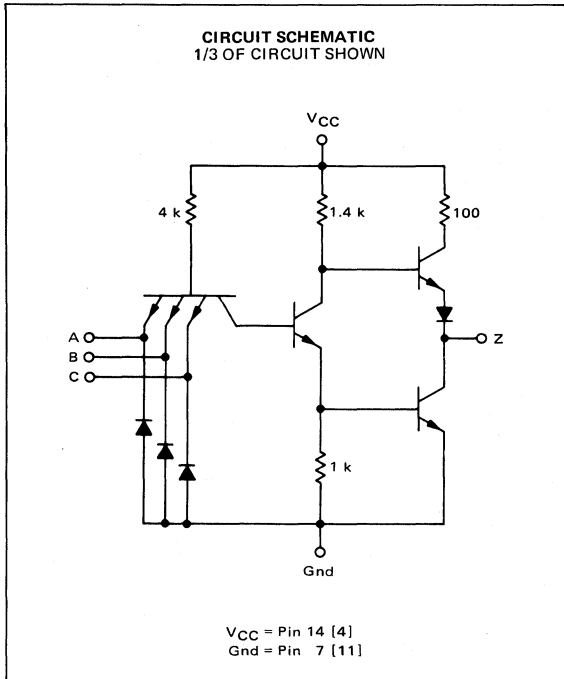 CIRCUIT SCHEMATIC
1/3 OF CIRCUIT SHOWN
VCC
4 k
1.4 k
100
A
B
C
Z
1 k
Gnd
VCC = Pin 14 [4]
Gnd = Pin 7 [11]